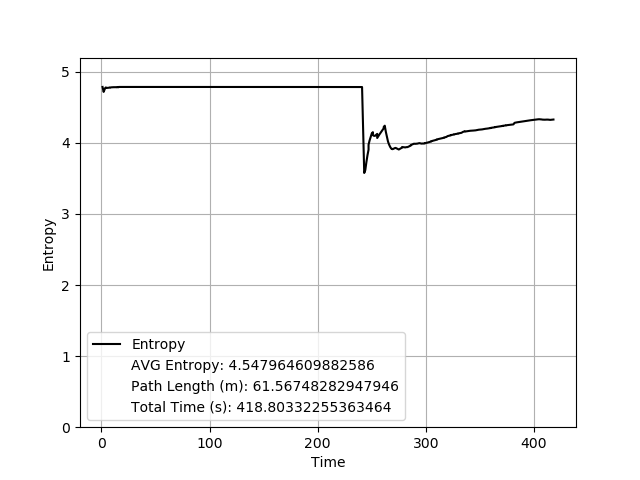 5
4
3
2
1
0
Entropy
Entropy
AVG Entropy: 4.547964609882586
Path Length (m): 61.56748282947946
Total Time (s): 418.80332255363464
0 100 200 300 400
Time